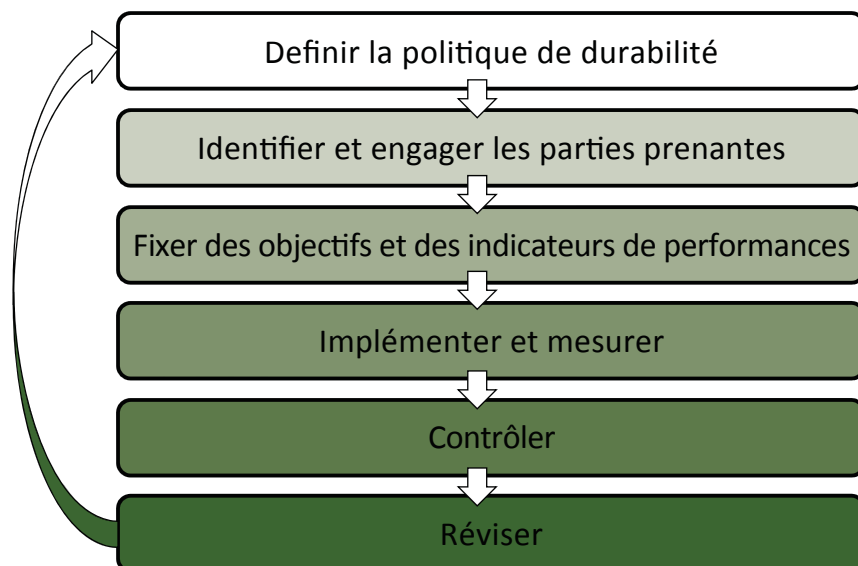 Definir la politique de durabilité
Identifier et engager les parties prenantes
Fixer des objectifs et des indicateurs de performances
Implémenter et mesurer
Contrôler
Réviser